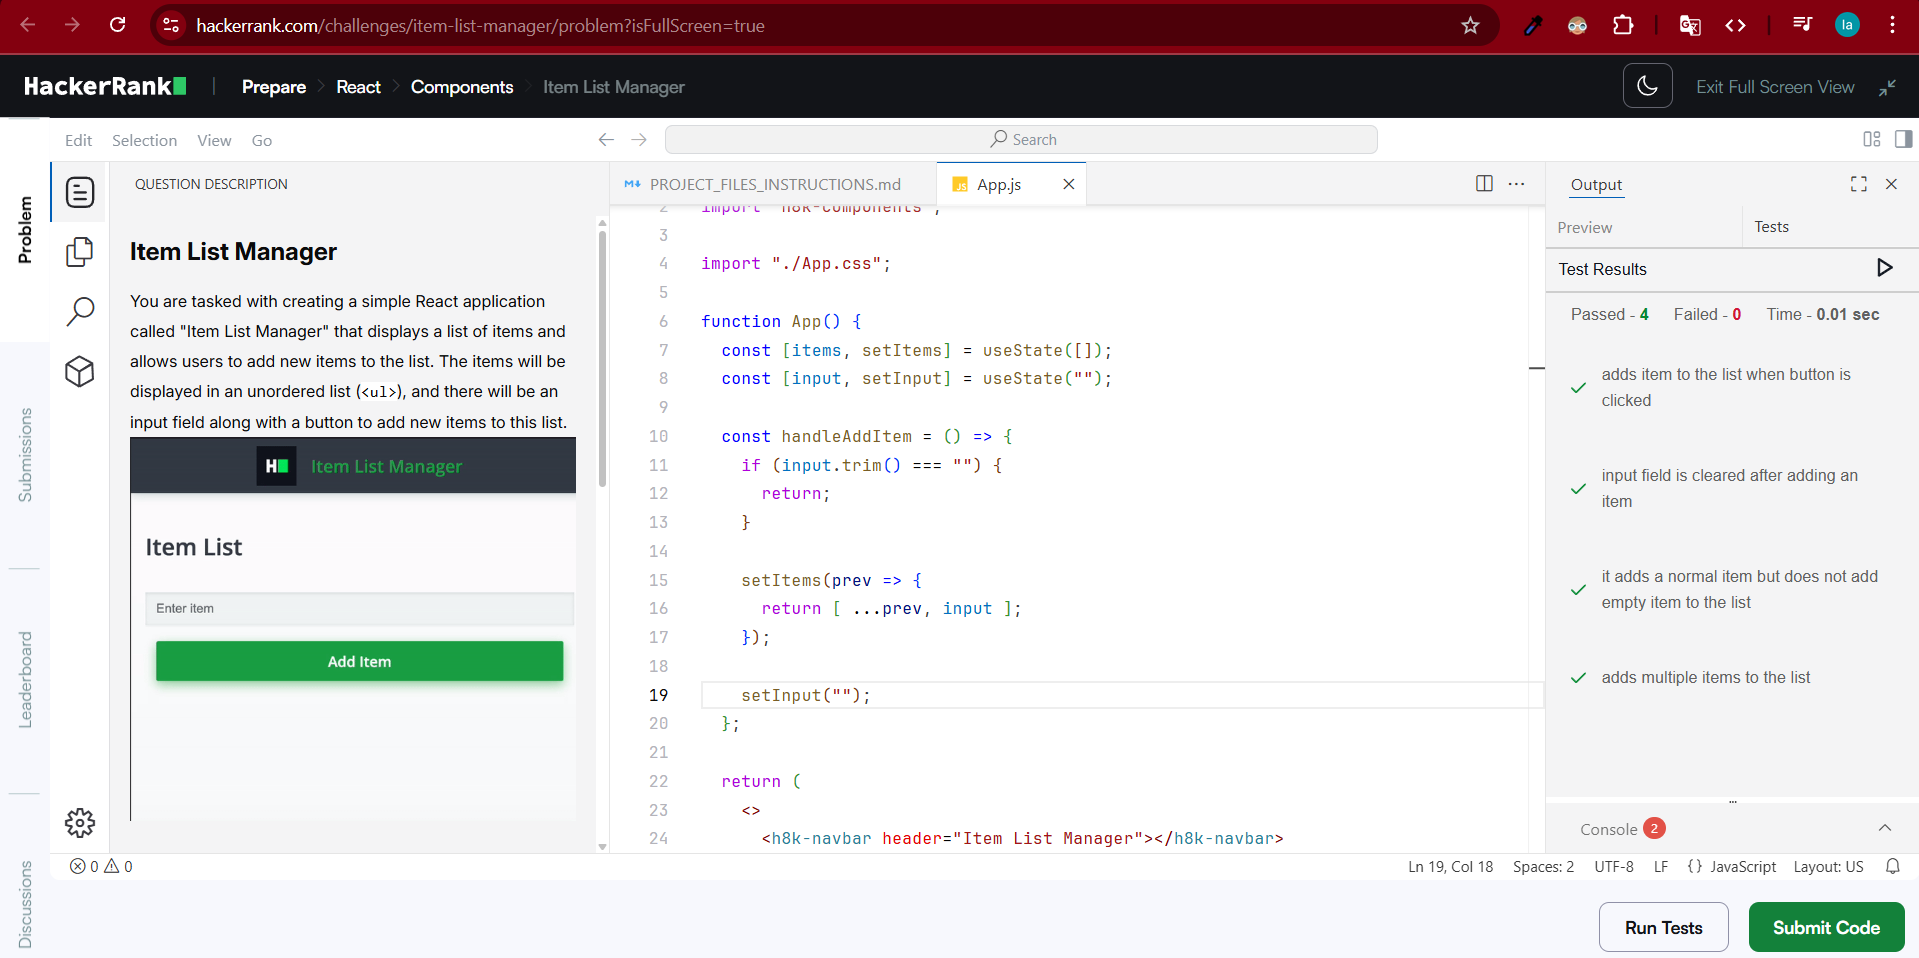 hackerrank.com/challenges/item-list-manager/problem?isFullScreen=true
la
HackerRank
Prepare
React
Components
Item List Manager
Exit Full Screen View
Edit
Selection
View
Go
Search
Problem
Submissions
Leaderboard
Discussions
QUESTION DESCRIPTION
Item List Manager
You are tasked with creating a simple React application
called "Item List Manager" that displays a list of items and
allows users to add new items to the list. The items will be
displayed in an unordered list (<ul>), and there will be an
input field along with a button to add new items to this list.
H
Item List Manager
Item List
Enter item
Add Item
PROJECT_FILES_INSTRUCTIONS.md
JS App.js
2 import "h8k-components";
3
4 import "./App.css";
5
6 function App() {
7 const [items, setItems] = useState([]);
8 const [input, setInput] = useState("");
9
10 const handleAddItem = () => {
11 if (input.trim() === "") {
12 return;
13 }
14
15 setItems(prev => {
16 return [ ...prev, input ];
17 });
18
19 setInput("");
20 };
21
22 return (
23 <>
24 <h8k-navbar header="Item List Manager"></h8k-navbar>
Output
Preview
Tests
Test Results
Passed - 4 Failed - 0 Time - 0.01 sec
adds item to the list when button is
clicked
input field is cleared after adding an
item
it adds a normal item but does not add
empty item to the list
adds multiple items to the list
Console 2
0 0
Ln 19, Col 18
Spaces: 2
UTF-8
LF
{} JavaScript
Layout: US
Run Tests
Submit Code